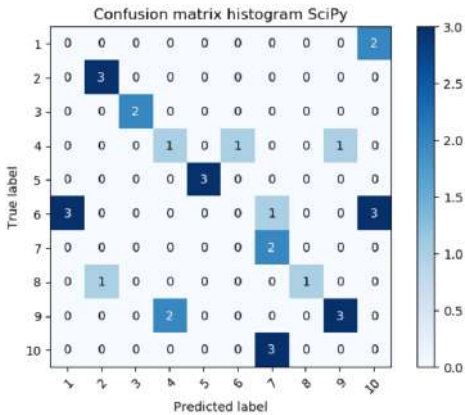 Confusion matrix histogram SciPy
1 0 0 0 0 0 0 0 0 0 2
2 0 3 0 0 0 0 0 0 0 0
3 0 0 2 0 0 0 0 0 0 0
4 0 0 0 1 0 1 0 0 1 0
5 0 0 0 0 3 0 0 0 0 0
6 3 0 0 0 0 0 1 0 0 3
7 0 0 0 0 0 0 2 0 0 0
8 0 1 0 0 0 0 0 1 0 0
9 0 0 0 2 0 0 0 0 3 0
10 0 0 0 0 0 0 3 0 0 0
1 2 3 4 5 6 7 8 9 10
True label
Predicted label
3.0
2.5
2.0
1.5
1.0
0.5
0.0